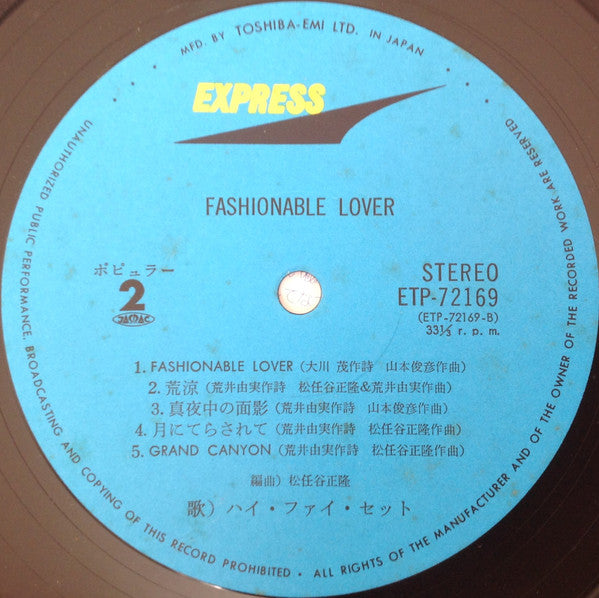 MFD. BY TOSHIBA-EMI LTD. IN JAPAN
EXPRESS
FASHIONABLE LOVER
ポピュラー
2
JASRAC
STEREO
ETP-72169
(ETP-72169-B)
33⅓ r. p. m.
1. FASHIONABLE LOVER (大川 茂作詩 山本俊彦作曲)
2. 荒涼 (荒井由実作詩 松任谷正隆&荒井由実作曲)
3. 真夜中の面影 (荒井由実作詩 山本俊彦作曲)
4. 月にてらされて (荒井由実作詩 松任谷正隆作曲)
5. GRAND CANYON (荒井由実作詩 松任谷正隆作曲)
編曲) 松任谷正隆
歌) ハイ・ファイ・セット
UNAUTHORIZED PUBLIC PERFORMANCE, BROADCASTING AND COPYING OF THIS RECORD PROHIBITED • ALL RIGHTS OF THE MANUFACTURER AND OF THE OWNER OF THE RECORDED WORK ARE RESERVED